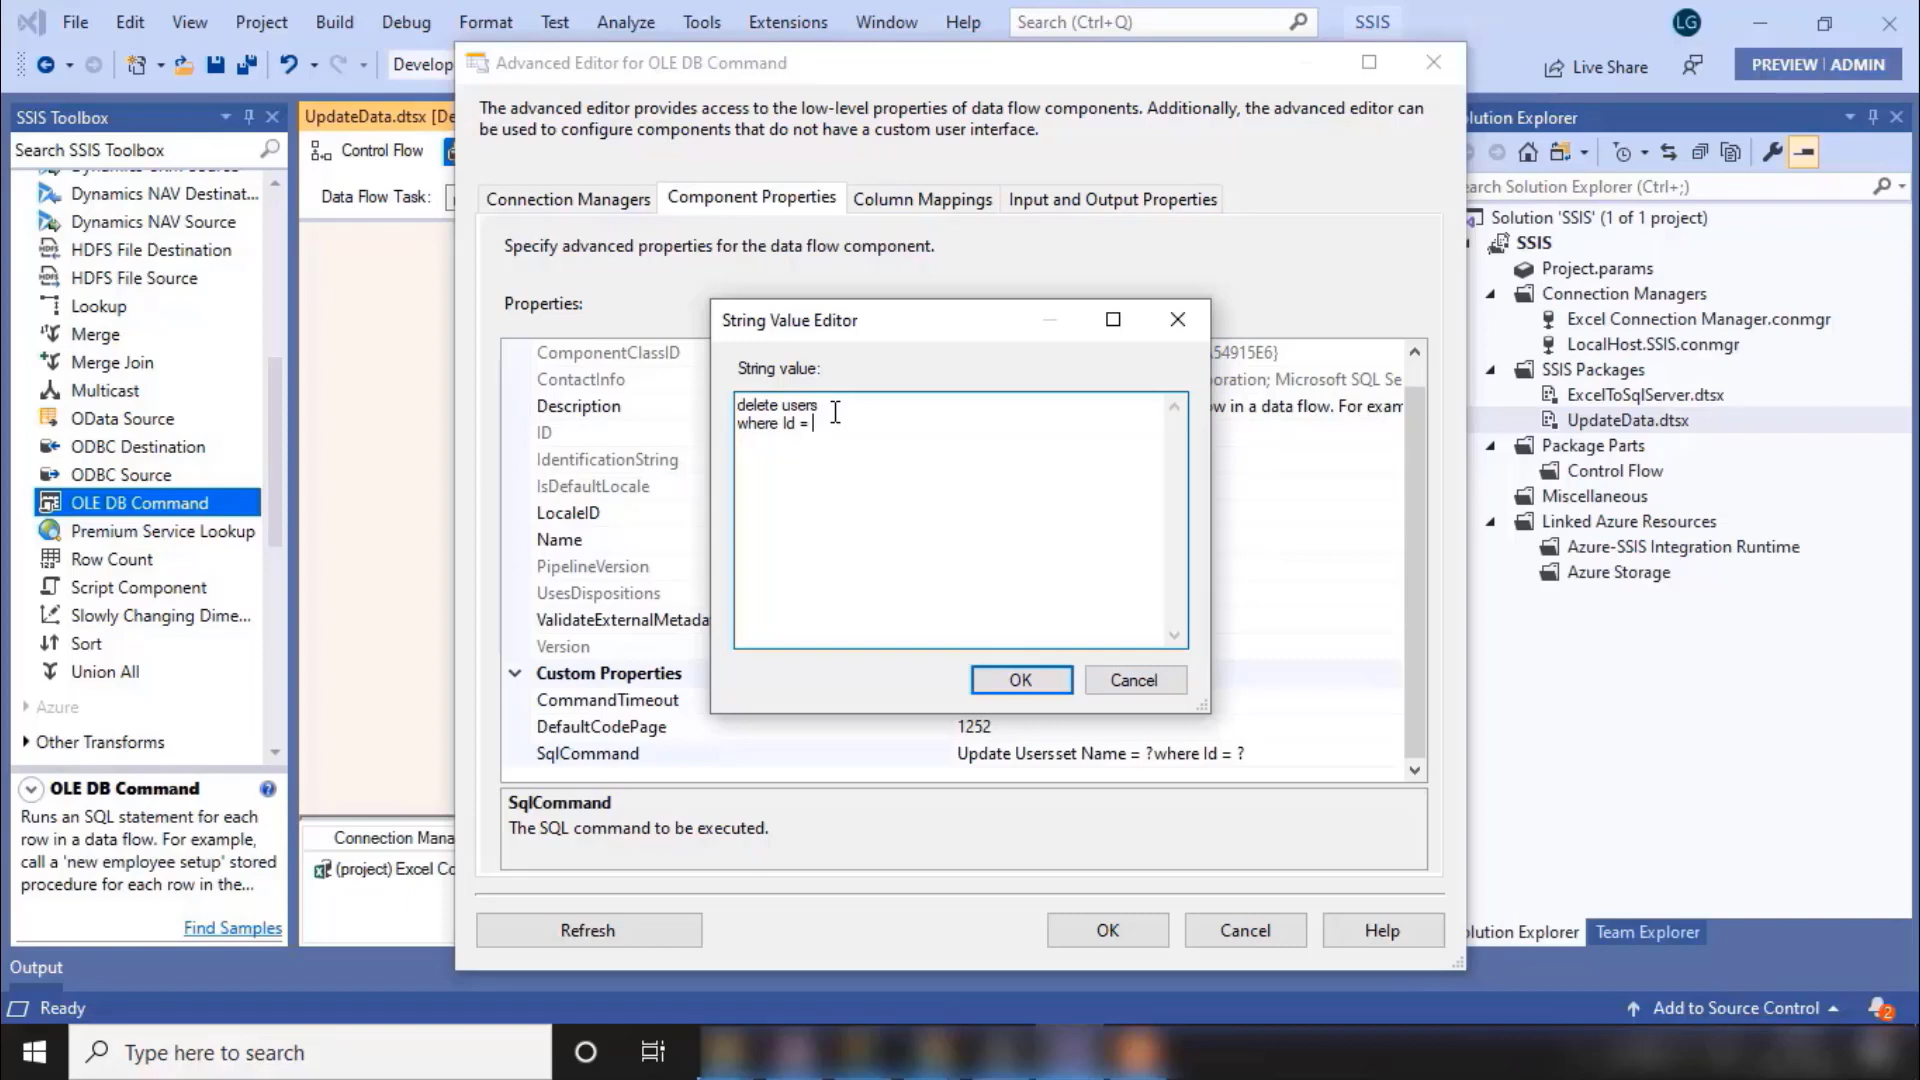 File Edit View Project Build Debug Format Test Analyze Tools Extensions Window Help Search (Ctrl+Q) SSIS LG
Develop Live Share PREVIEW | ADMIN
Advanced Editor for OLE DB Command
The advanced editor provides access to the low-level properties of data flow components. Additionally, the advanced editor can
be used to configure components that do not have a custom user interface.
Connection Managers Component Properties Column Mappings Input and Output Properties
Specify advanced properties for the data flow component.
Properties:
ComponentClassID 54915E6}
ContactInfo oration; Microsoft SQL Se
Description w in a data flow. For exam
ID
IdentificationString
IsDefaultLocale
LocaleID
Name
PipelineVersion
UsesDispositions
ValidateExternalMetada
Version
Custom Properties
CommandTimeout
DefaultCodePage 1252
SqlCommand Update Usersset Name = ?where Id = ?
SqlCommand
The SQL command to be executed.
Refresh OK Cancel Help
String Value Editor
String value:
delete users
where Id =
OK Cancel
SSIS Toolbox
Search SSIS Toolbox
Dynamics NAV Destinat...
Dynamics NAV Source
HDFS File Destination
HDFS File Source
Lookup
Merge
Merge Join
Multicast
OData Source
ODBC Destination
ODBC Source
OLE DB Command
Premium Service Lookup
Row Count
Script Component
Slowly Changing Dime...
Sort
Union All
Azure
Other Transforms
OLE DB Command
Runs an SQL statement for each
row in a data flow. For example,
call a 'new employee setup' stored
procedure for each row in the...
Find Samples
UpdateData.dtsx [De
Control Flow
Data Flow Task:
Connection Mana
(project) Excel Co
lution Explorer
earch Solution Explorer (Ctrl+;)
Solution 'SSIS' (1 of 1 project)
SSIS
Project.params
Connection Managers
Excel Connection Manager.conmgr
LocalHost.SSIS.conmgr
SSIS Packages
ExcelToSqlServer.dtsx
UpdateData.dtsx
Package Parts
Control Flow
Miscellaneous
Linked Azure Resources
Azure-SSIS Integration Runtime
Azure Storage
lution Explorer Team Explorer
Output
Ready Add to Source Control 2
Type here to search